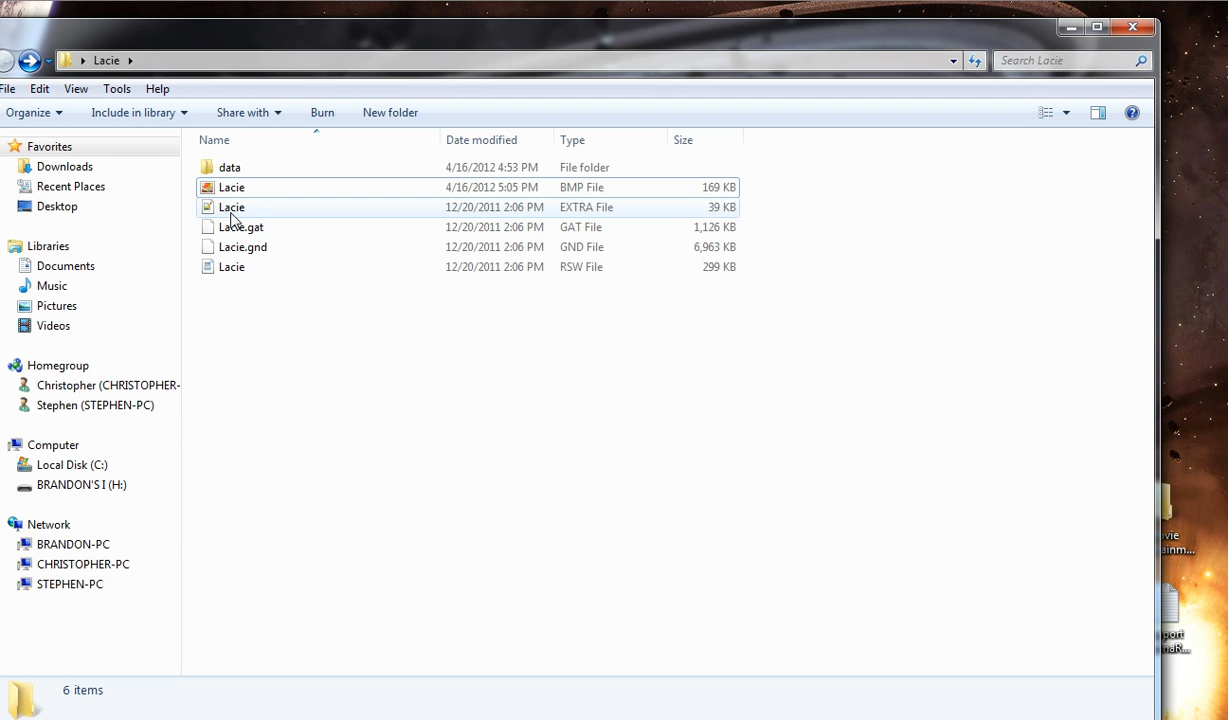 Lacie
Search Lacie
File Edit View Tools Help
Organize Include in library Share with Burn New folder
Name Date modified Type Size
data 4/16/2012 4:53 PM File folder
Lacie 4/16/2012 5:05 PM BMP File 169 KB
Lacie 12/20/2011 2:06 PM EXTRA File 39 KB
Lacie.gat 12/20/2011 2:06 PM GAT File 1,126 KB
Lacie.gnd 12/20/2011 2:06 PM GND File 6,963 KB
Lacie 12/20/2011 2:06 PM RSW File 299 KB
Favorites
Downloads
Recent Places
Desktop
Libraries
Documents
Music
Pictures
Videos
Homegroup
Christopher (CHRISTOPHER-
Stephen (STEPHEN-PC)
Computer
Local Disk (C:)
BRANDON'S I (H:)
Network
BRANDON-PC
CHRISTOPHER-PC
STEPHEN-PC
6 items